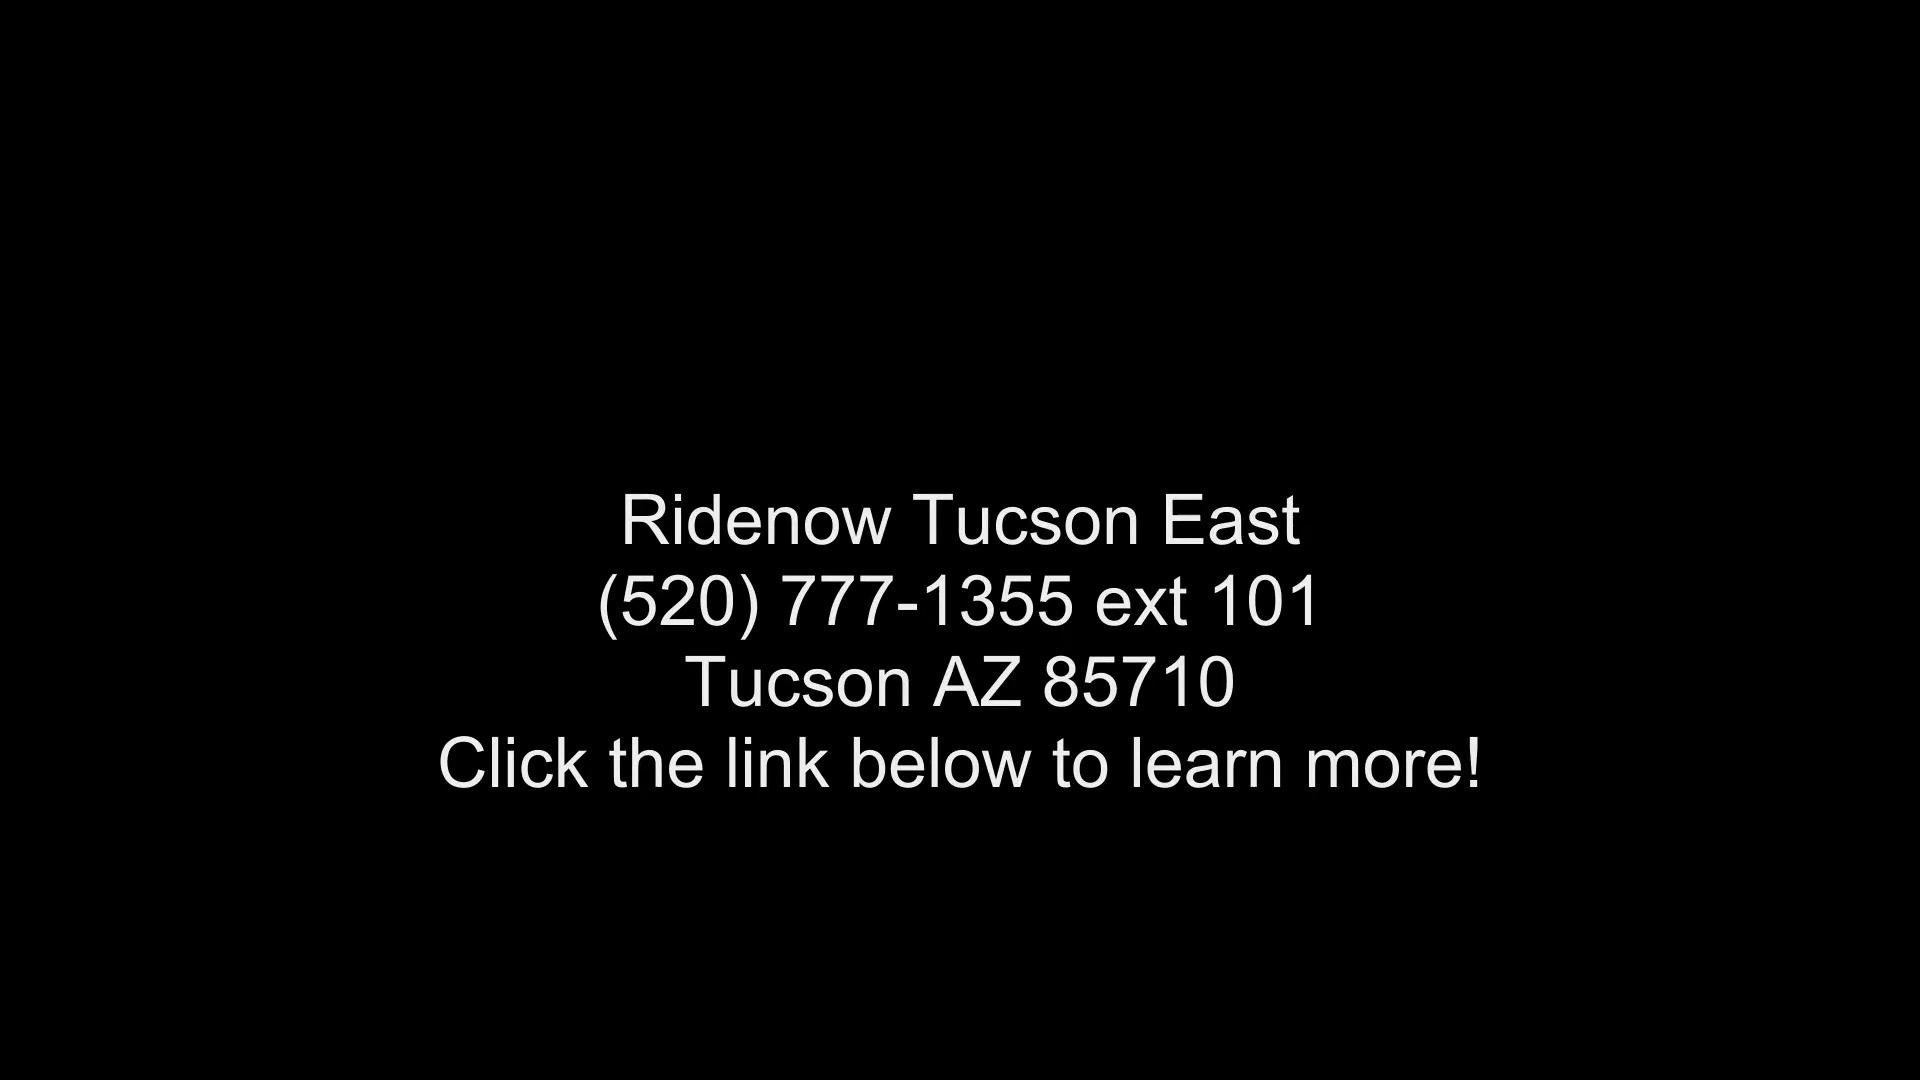 Ridenow Tucson East
(520) 777-1355 ext 101
Tucson AZ 85710
Click the link below to learn more!